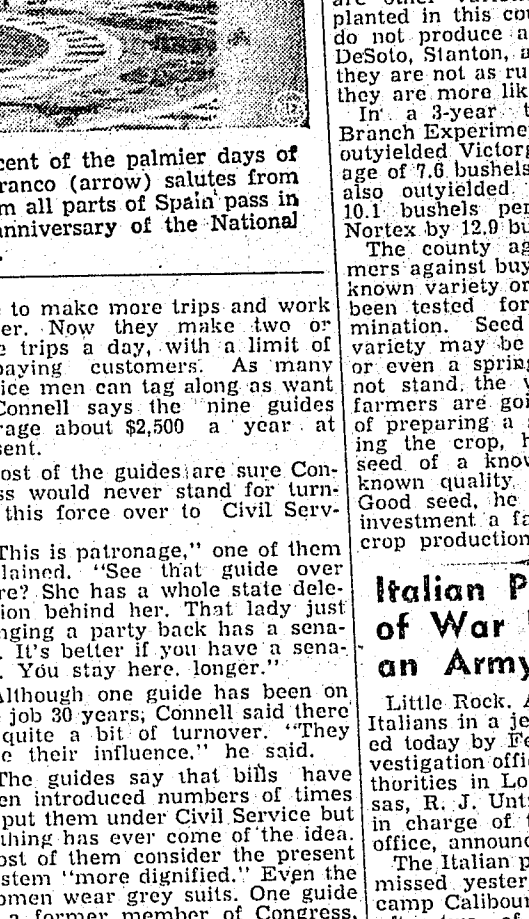 cent of the palmier days of
ranco (arrow) salutes from
m all parts of Spain pass in
anniversary of the National
.
e to make more trips and work
er. Now they make two or
e trips a day, with a limit of
paying customers. As many
ice men can tag along as want
Connell says the nine guides
rage about $2,500 a year at
sent.
ost of the guides are sure Con-
ss would never stand for turn-
this force over to Civil Serv-
This is patronage," one of them
lained. "See that guide over
re? She has a whole state dele-
ion behind her. That lady just
nging a party back has a sena-
. It's better if you have a sena-
. You stay here longer."
Although one guide has been on
job 30 years, Connell said there
quite a bit of turnover. "They
e their influence," he said.
The guides say that bills have
en introduced numbers of times
put them under Civil Service but
thing has ever come of the idea.
ost of them consider the present
stem "more dignified." Even the
omen wear grey suits. One guide
a former member of Congress.
are other
planted in this cou
do not produce a
DeSoto, Stanton, a
they are not as ru
they are more lik
In a 3-year t
Branch Experime
outyielded Victorg
age of 7.6 bushels
also outyielded
10.1 bushels per
Nortex by 12.9 bu
The county ag
mers against buy
known variety or
been tested for
mination. Seed
variety may be
or even a spring
not stand the w
farmers are goi
of preparing a s
ing the crop, h
seed of a know
known quality.
Good seed, he
investment a fa
crop production
Italian P
of War
an Army
Little Rock, A
Italians in a je
ed today by Fe
vestigation offic
thorities in Lo
sas, R. J. Unt
in charge of t
office, announc
The Italian p
missed yester
camp Calibou